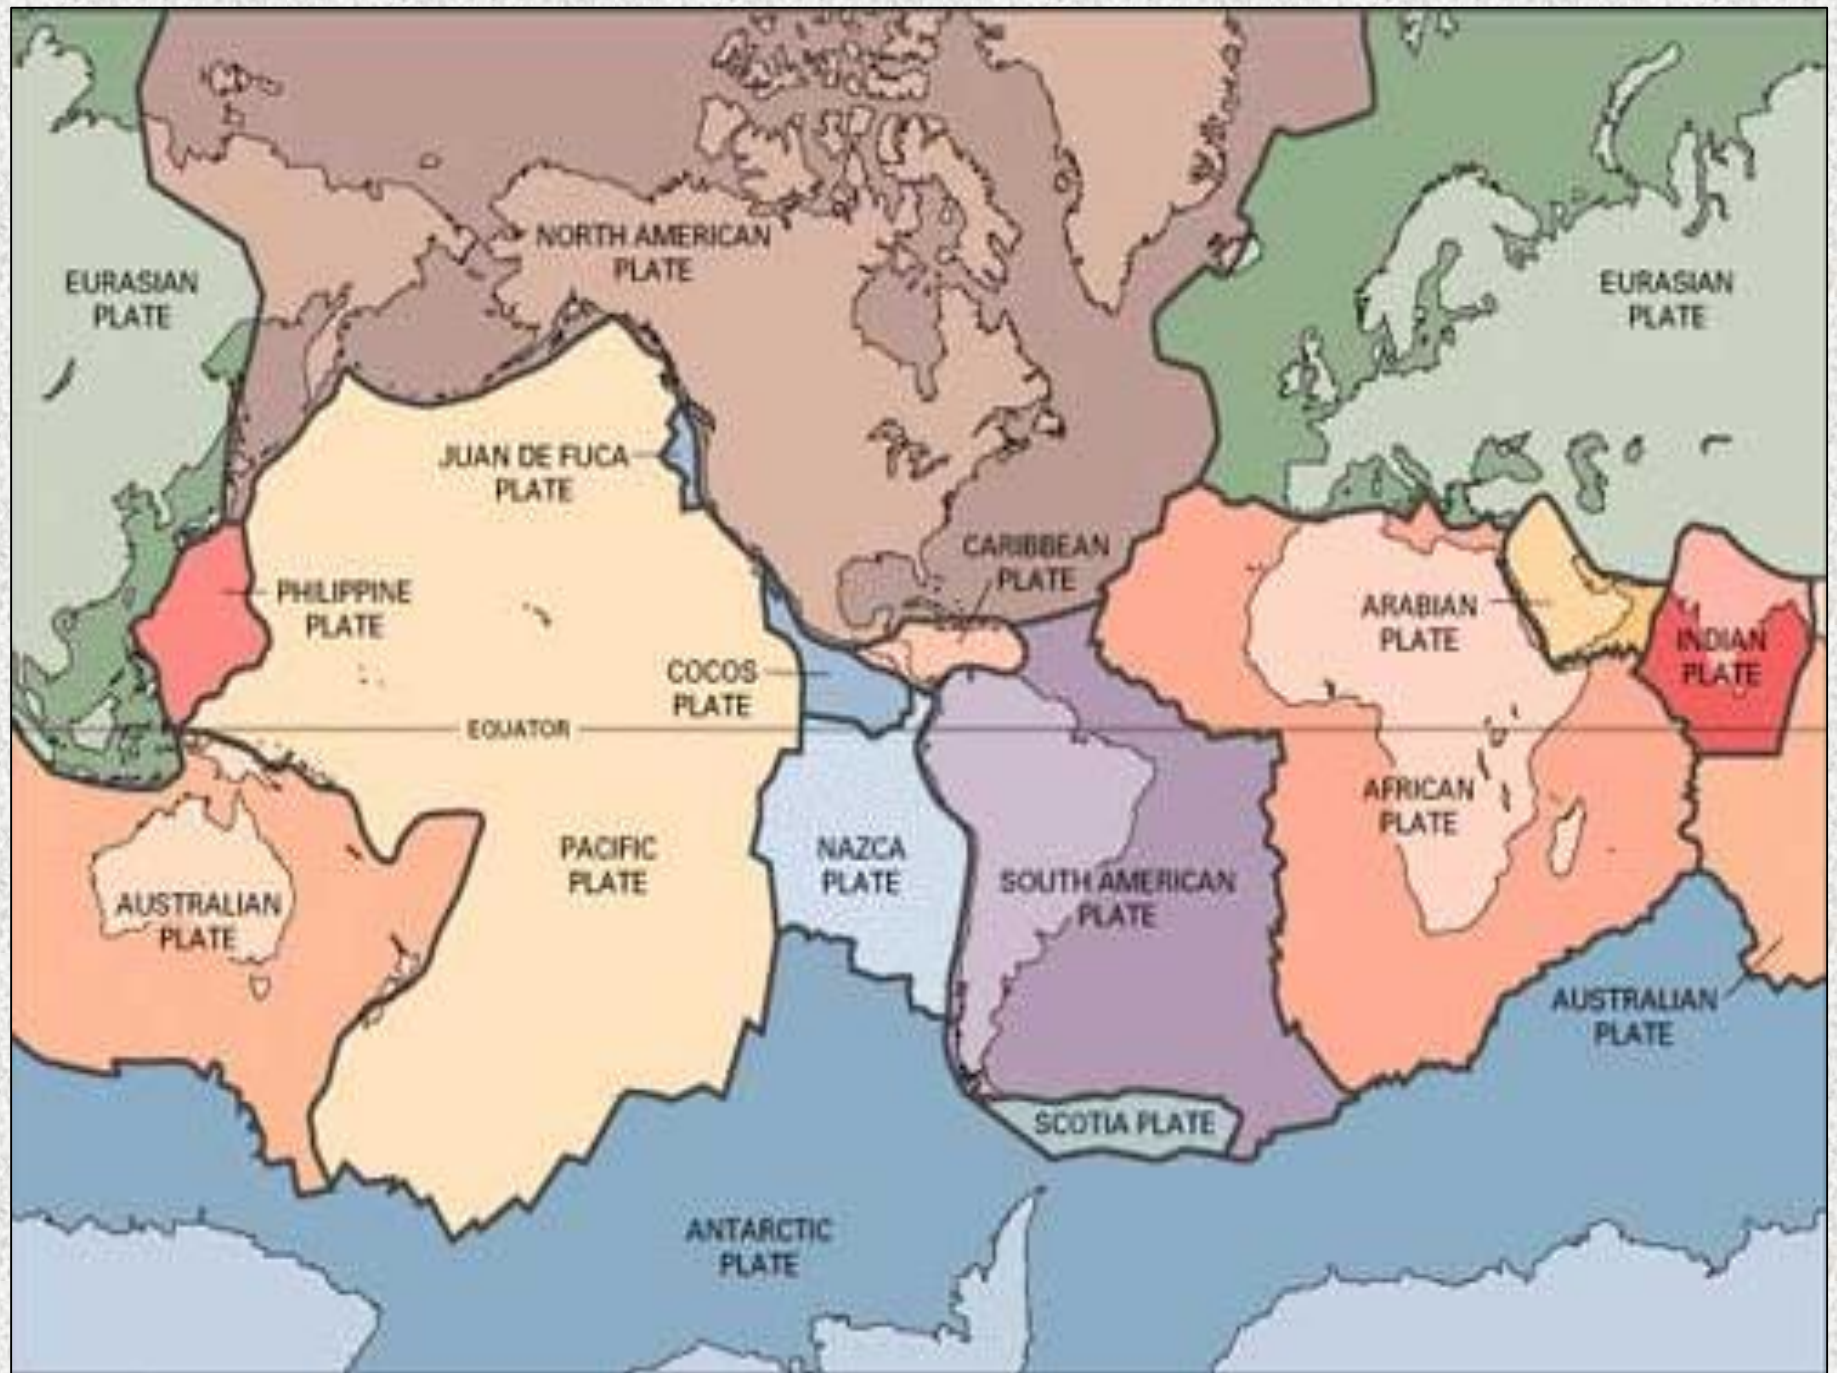 NORTH AMERICAN
PLATE
EURASIAN
PLATE
EURASIAN
PLATE
JUAN DE FUCA
PLATE
CARIBBEAN
PLATE
PHILIPPINE
PLATE
ARABIAN
PLATE
INDIAN
PLATE
COCOS
PLATE
EQUATOR
AFRICAN
PLATE
PACIFIC
PLATE
NAZCA
PLATE
SOUTH AMERICAN
PLATE
AUSTRALIAN
PLATE
AUSTRALIAN
PLATE
SCOTIA PLATE
ANTARCTIC
PLATE